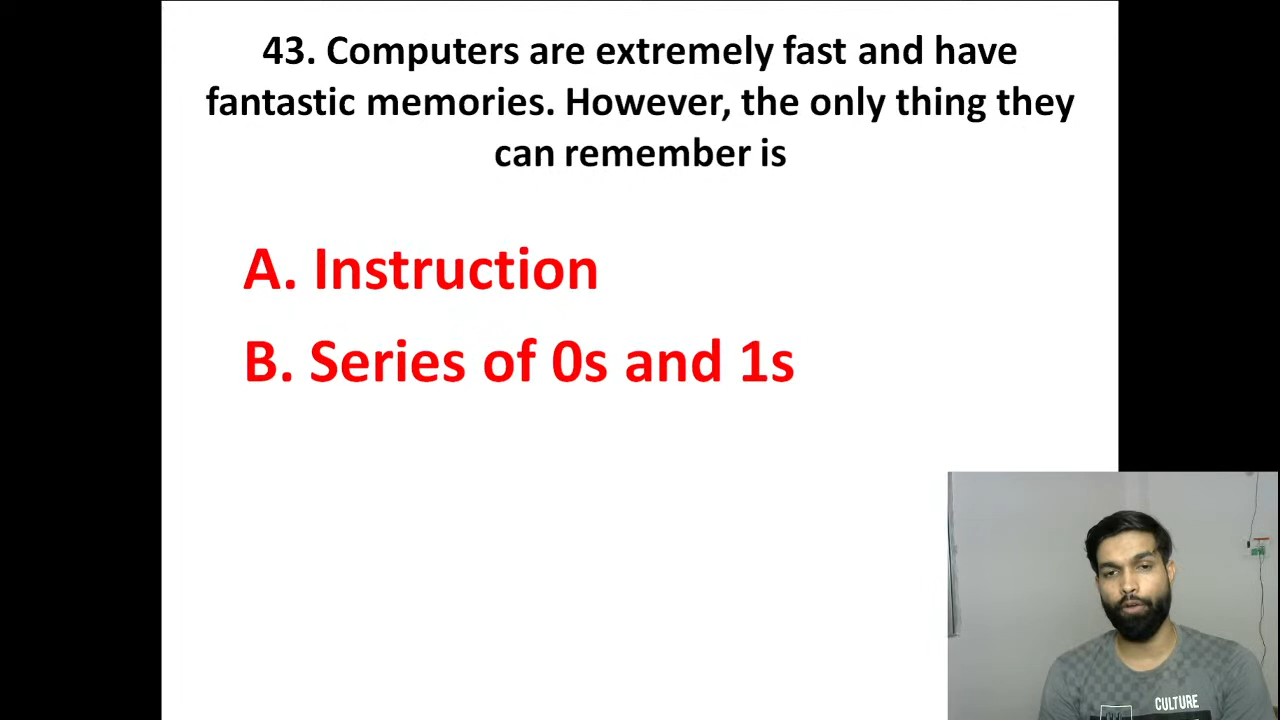 43. Computers are extremely fast and have
fantastic memories. However, the only thing they
can remember is
A. Instruction
B. Series of 0s and 1s
CULTURE